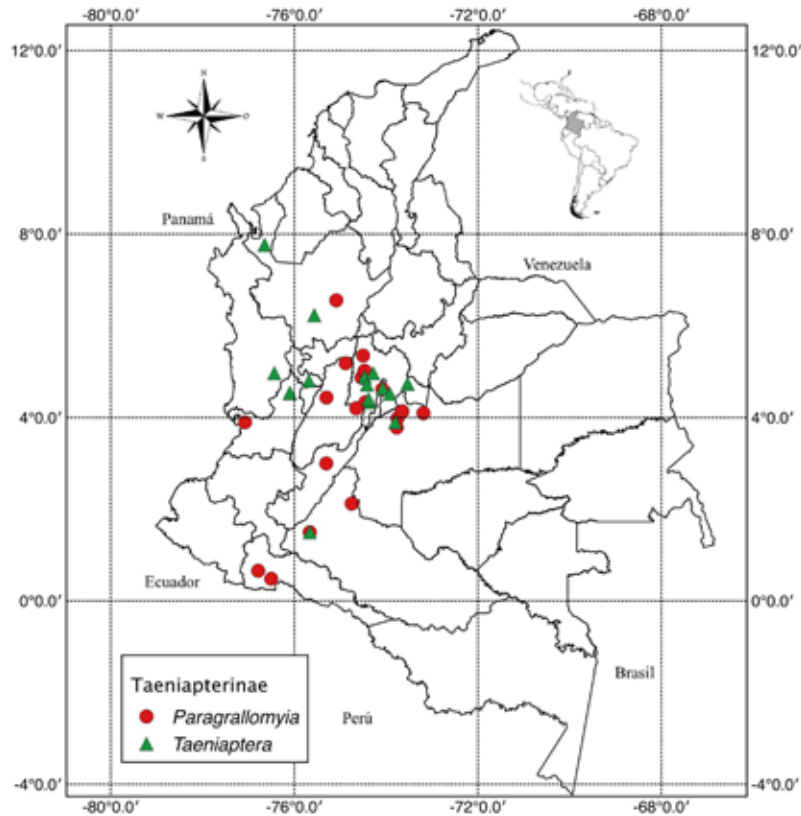 -80°0.0′ -76°0.0′ -72°0.0′ -68°0.0′
12°0.0′ 12°0.0′
N
W O
S
Panamá
8°0.0′ 8°0.0′
Venezuela
4°0.0′ 4°0.0′
Ecuador
0°0.0′ 0°0.0′
Brasil
Taeniapterinae
Paragrallomyia
Perú
Taeniaptera
-4°0.0′ -4°0.0′
-80°0.0′ -76°0.0′ -72°0.0′ -68°0.0′